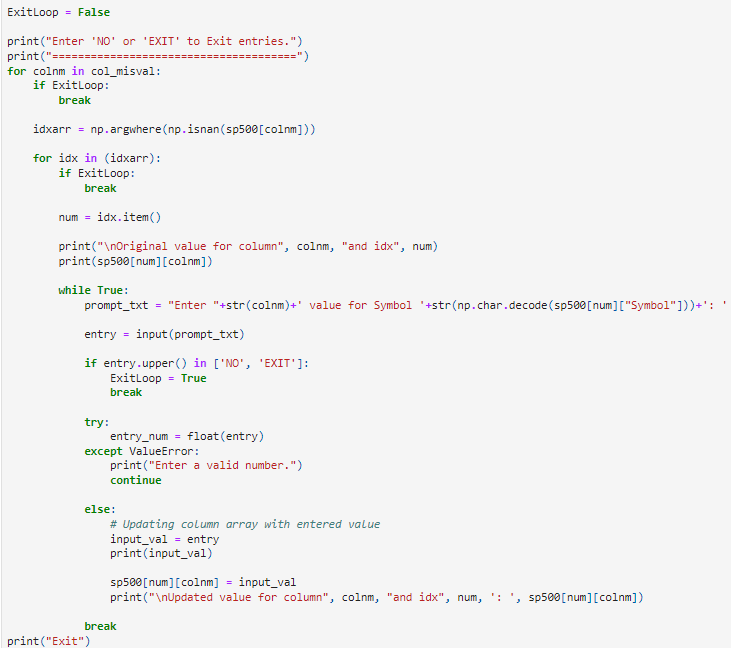 ExitLoop = False
print("Enter 'NO' or 'EXIT' to Exit entries.")
print("======================================")
for colnm in col_misval:
    if ExitLoop:
        break
    idxarr = np.argwhere(np.isnan(sp500[colnm]))
    for idx in (idxarr):
        if ExitLoop:
            break
        num = idx.item()
        print("\nOriginal value for column", colnm, "and idx", num)
        print(sp500[num][colnm])
        while True:
            prompt_txt = "Enter "+str(colnm)+' value for Symbol '+str(np.char.decode(sp500[num]["Symbol"]))+': '
            entry = input(prompt_txt)
            if entry.upper() in ['NO', 'EXIT']:
                ExitLoop = True
                break
            try:
                entry_num = float(entry)
            except ValueError:
                print("Enter a valid number.")
                continue
            else:
                # Updating column array with entered value
                input_val = entry
                print(input_val)
                sp500[num][colnm] = input_val
                print("\nUpdated value for column", colnm, "and idx", num, ': ', sp500[num][colnm])
            break
print("Exit")